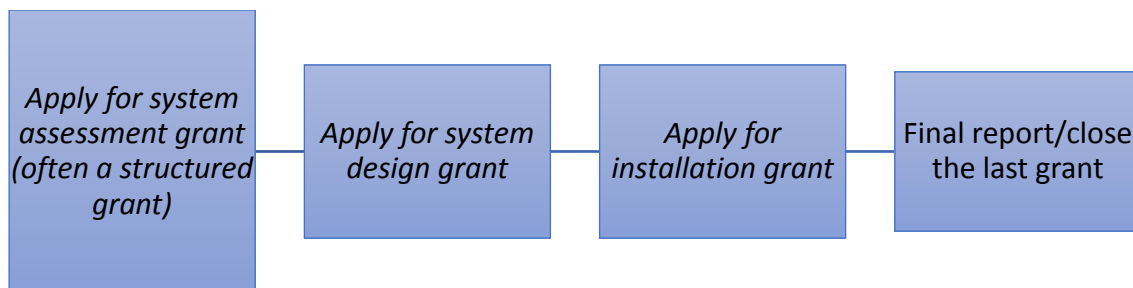 Apply for system
assessment grant
(often a structured
grant)
Apply for system
design grant
Apply for
installation grant
Final report/close
the last grant